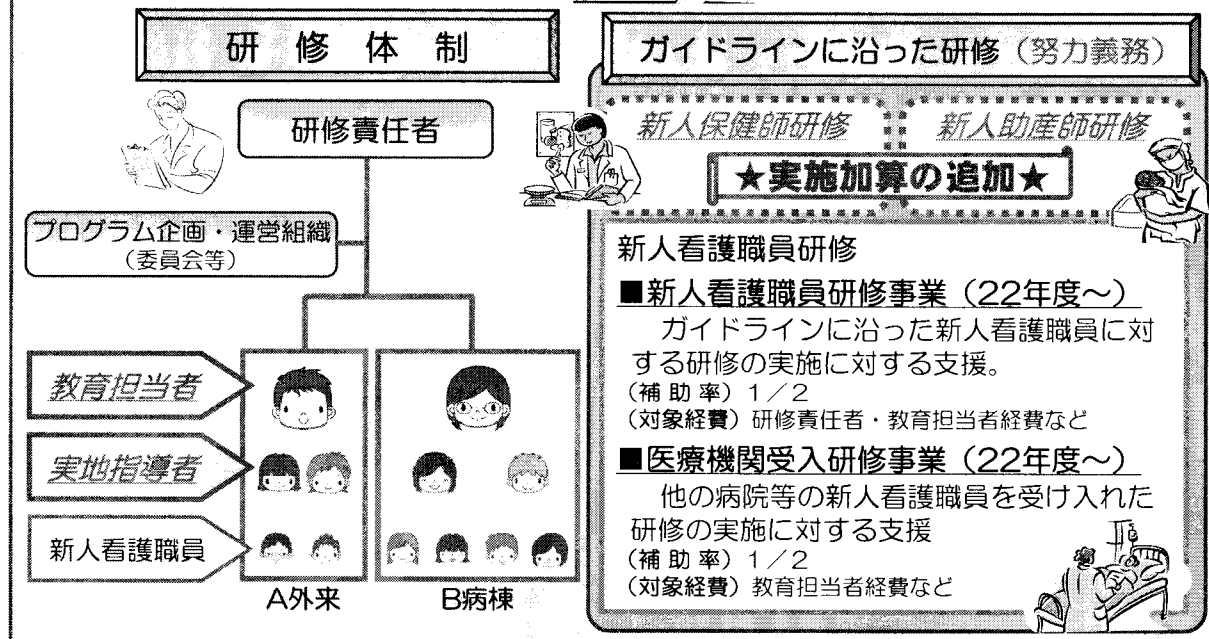 研修体制
研修責任者
プログラム企画・運営組織
(委員会等)
教育担当者
実地指導者
新人看護職員
A外来
B病棟
ガイドラインに沿った研修(努力義務)
新人保健師研修
新人助産師研修
★実施加算の追加★
新人看護職員研修
■新人看護職員研修事業(22年度～)
ガイドラインに沿った新人看護職員に対
する研修の実施に対する支援。
(補助率)1／2
(対象経費)研修責任者・教育担当者経費など
■医療機関受入研修事業(22年度～)
他の病院等の新人看護職員を受け入れた
研修の実施に対する支援
(補助率)1／2
(対象経費)教育担当者経費など